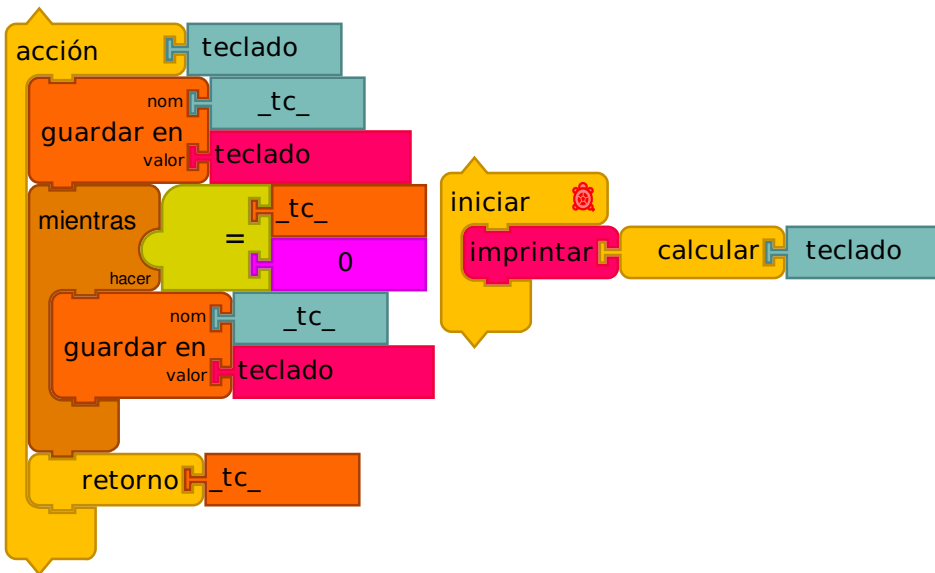 acción teclado
nom _tc_
guardar en
valor teclado
mientras = _tc_
0
hacer
nom _tc_
guardar en
valor teclado
retorno _tc_
iniciar
imprimtar calcular teclado